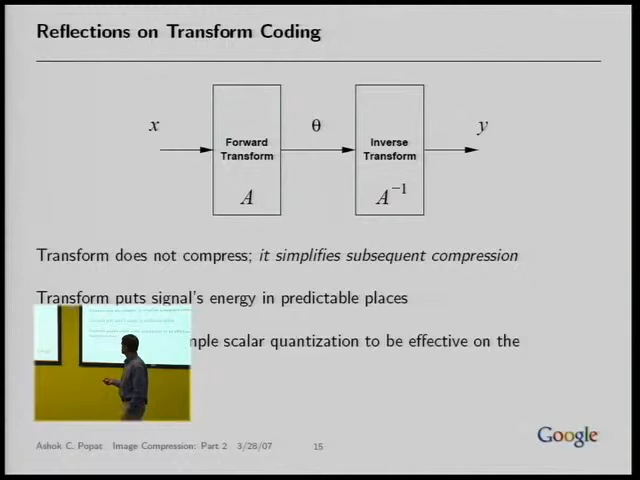 Reflections on Transform Coding
x
Forward
Transform
A
θ
Inverse
Transform
A⁻¹
y
Transform does not compress; it simplifies subsequent compression
Transform puts signal's energy in predictable places
scalar quantization to be effective on the
Ashok C. Popat Image Compression: Part 2 3/28/07 15
Google